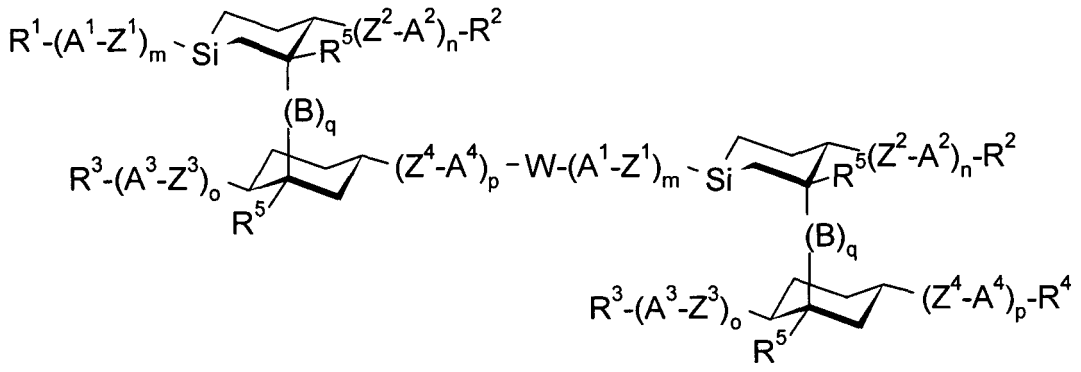 R¹-(A¹-Z¹)ₘ Si R⁵ (Z²-A²)ₙ-R²
(B)q
R³-(A³-Z³)ₒ (Z⁴-A⁴)ₚ-W-(A¹-Z¹)ₘ Si R⁵ (Z²-A²)ₙ-R²
R⁵
(B)q
R³-(A³-Z³)ₒ (Z⁴-A⁴)ₚ-R⁴
R⁵